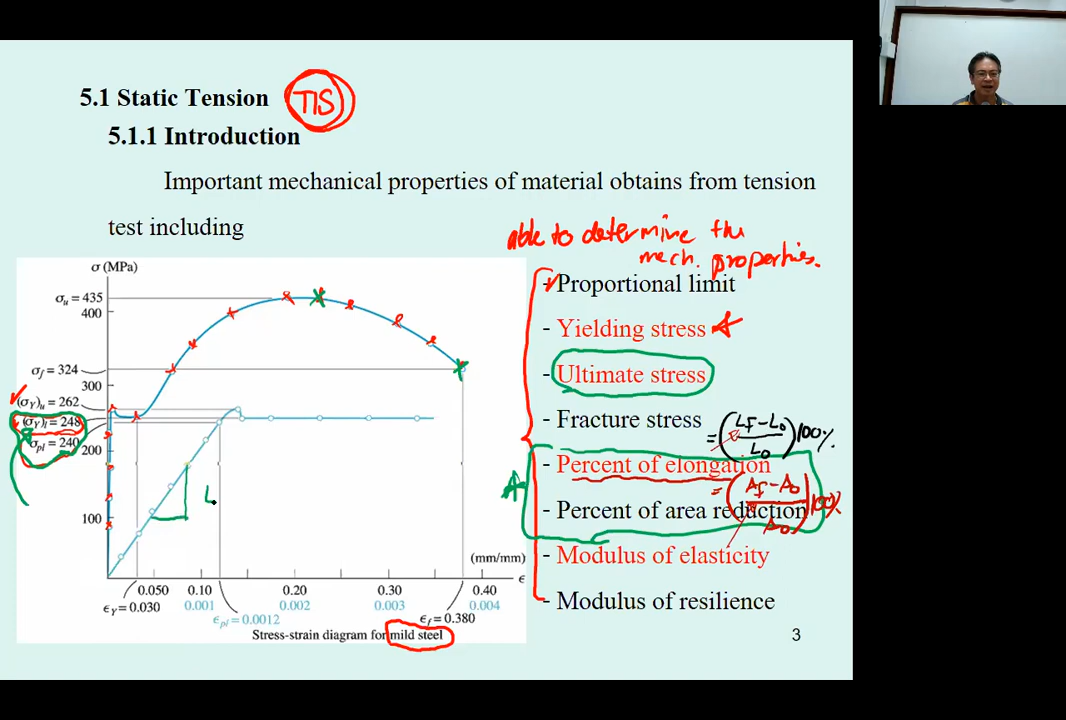 5.1 Static Tension TIS
5.1.1 Introduction
Important mechanical properties of material obtains from tension
test including
able to determine the
mech. properties.
- Proportional limit
- Yielding stress
- Ultimate stress
- Fracture stress
= (Lf-L0 / L0) 100%
- Percent of elongation
= (Af-A0 / A0) 100%
- Percent of area reduction
- Modulus of elasticity
- Modulus of resilience
σ (MPa)
σu = 435
400
σf = 324
300
(σY)u = 262
(σY)l = 248
σpl = 240
200
100
(mm/mm)
ϵ
0.050 0.10 0.20 0.30 0.40
0.001 0.002 0.003 0.004
ϵY = 0.030
ϵpl = 0.0012
ϵf = 0.380
Stress-strain diagram for mild steel
3